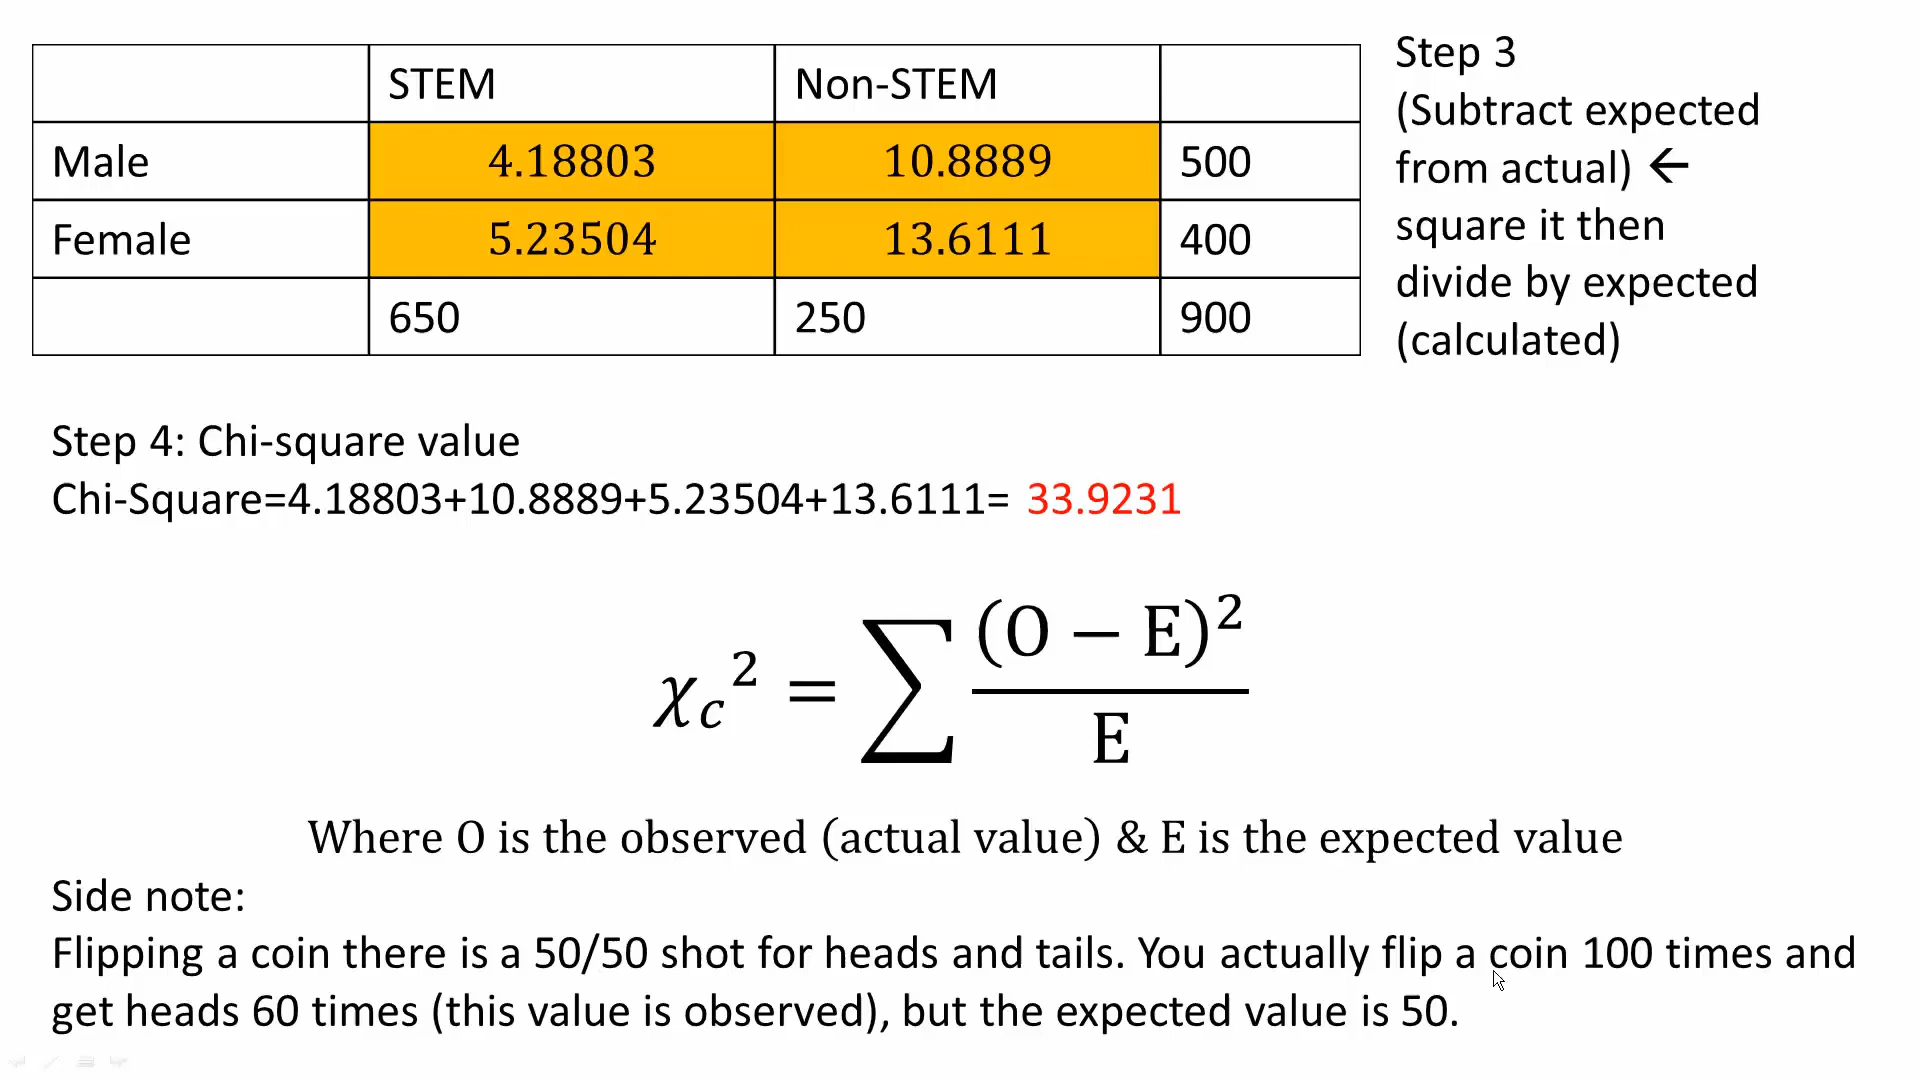 STEM Non-STEM
Male 4.18803 10.8889 500
Female 5.23504 13.6111 400
650 250 900
Step 3
(Subtract expected
from actual) ←
square it then
divide by expected
(calculated)
Step 4: Chi-square value
Chi-Square=4.18803+10.8889+5.23504+13.6111= 33.9231
χc² = ∑ (O − E)² / E
Where O is the observed (actual value) & E is the expected value
Side note:
Flipping a coin there is a 50/50 shot for heads and tails. You actually flip a coin 100 times and
get heads 60 times (this value is observed), but the expected value is 50.